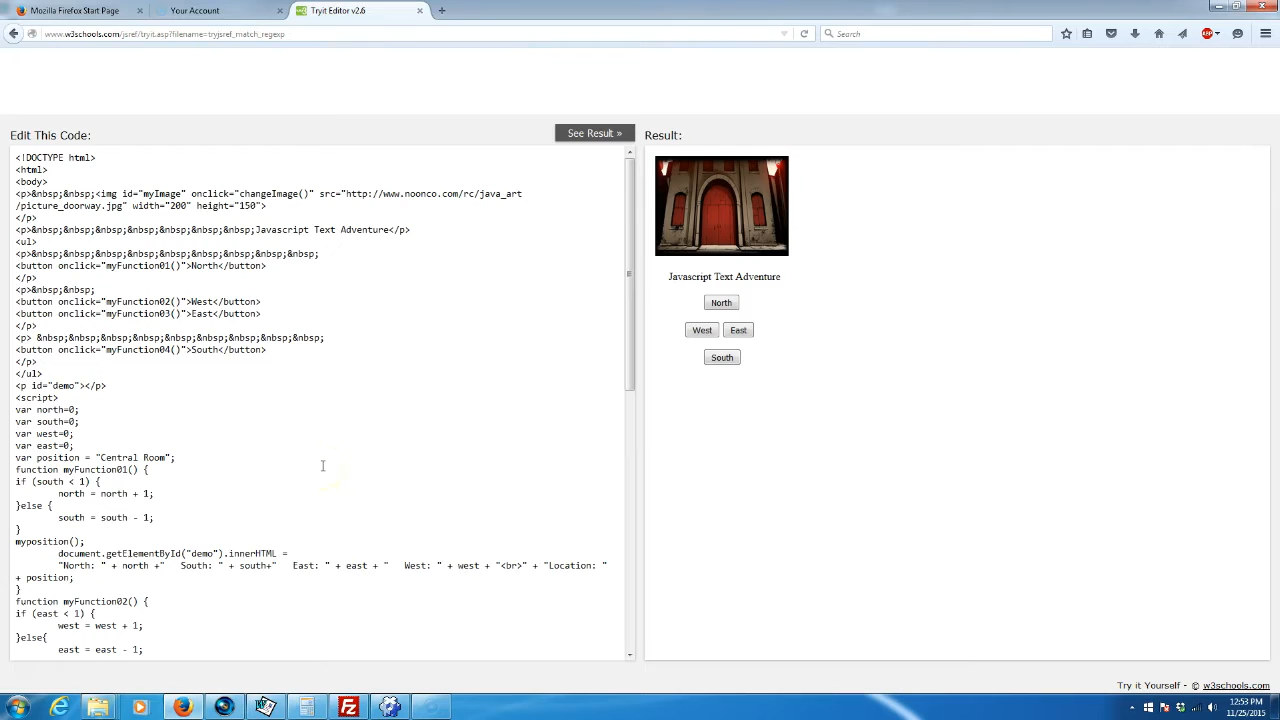 Mozilla Firefox Start Page
Your Account
Tryit Editor v2.6
www.w3schools.com/jsref/tryit.asp?filename=tryjsref_match_regexp
Search
ABP
Edit This Code:
See Result »
Result:
<!DOCTYPE html>
<html>
<body>
<p>&nbsp;&nbsp;<img id="myImage" onclick="changeImage()" src="http://www.noonco.com/rc/java_art
/picture_doorway.jpg" width="200" height="150">
</p>
<p>&nbsp;&nbsp;&nbsp;&nbsp;&nbsp;&nbsp;&nbsp;Javascript Text Adventure</p>
<ul>
<p>&nbsp;&nbsp;&nbsp;&nbsp;&nbsp;&nbsp;&nbsp;&nbsp;
<button onclick="myFunction01()">North</button>
</p>
<p>&nbsp;&nbsp;
<button onclick="myFunction02()">West</button>
<button onclick="myFunction03()">East</button>
</p>
<p> &nbsp;&nbsp;&nbsp;&nbsp;&nbsp;&nbsp;&nbsp;&nbsp;
<button onclick="myFunction04()">South</button>
</p>
</ul>
<p id="demo"></p>
<script>
var north=0;
var south=0;
var west=0;
var east=0;
var position = "Central Room";
function myFunction01() {
if (south < 1) {
north = north + 1;
}else {
south = south - 1;
}
myposition();
document.getElementById("demo").innerHTML =
"North: " + north +"   South: " + south+"   East: " + east + "   West: " + west + "<br>" + "Location: "
+ position;
}
function myFunction02() {
if (east < 1) {
west = west + 1;
}else{
east = east - 1;
Javascript Text Adventure
North
West East
South
Try it Yourself - © w3schools.com
12:53 PM
11/25/2015